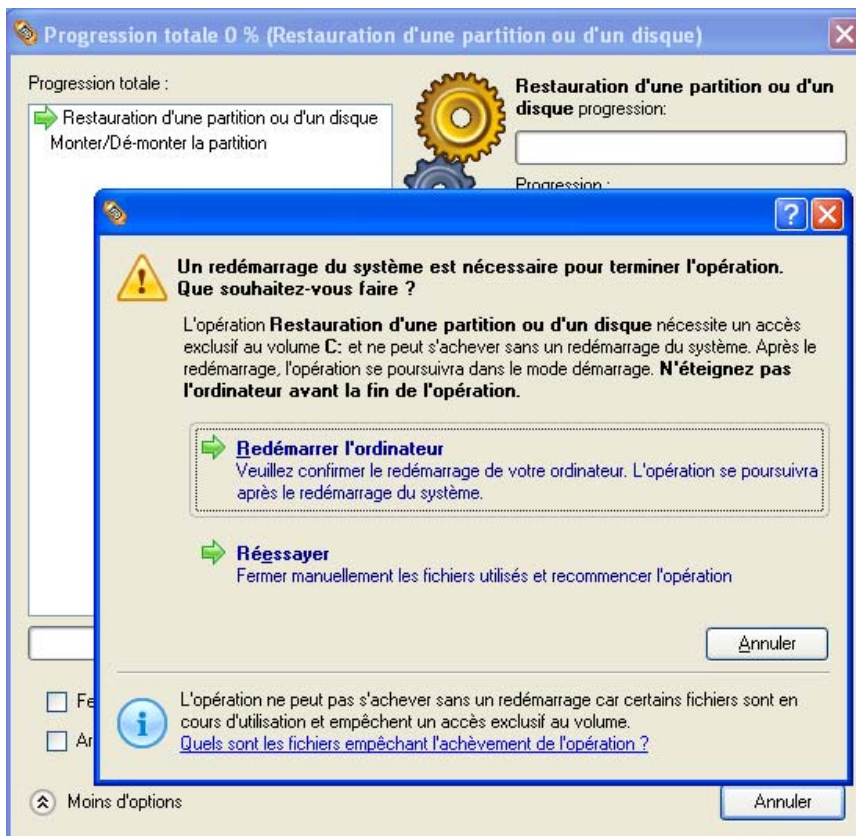 Progression totale 0 % (Restauration d'une partition ou d'un disque)
Progression totale :
Restauration d'une partition ou d'un disque
Monter/Dé-monter la partition
Restauration d'une partition ou d'un
disque progression:
Progression :
Un redémarrage du système est nécessaire pour terminer l'opération.
Que souhaitez-vous faire ?
L'opération Restauration d'une partition ou d'un disque nécessite un accès
exclusif au volume C: et ne peut s'achever sans un redémarrage du système. Après le
redémarrage, l'opération se poursuivra dans le mode démarrage. N'éteignez pas
l'ordinateur avant la fin de l'opération.
Redémarrer l'ordinateur
Veuillez confirmer le redémarrage de votre ordinateur. L'opération se poursuivra
après le redémarrage du système.
Réessayer
Fermer manuellement les fichiers utilisés et recommencer l'opération
Annuler
Fe
Ar
L'opération ne peut pas s'achever sans un redémarrage car certains fichiers sont en
cours d'utilisation et empêchent un accès exclusif au volume.
Quels sont les fichiers empêchant l'achèvement de l'opération ?
Moins d'options
Annuler